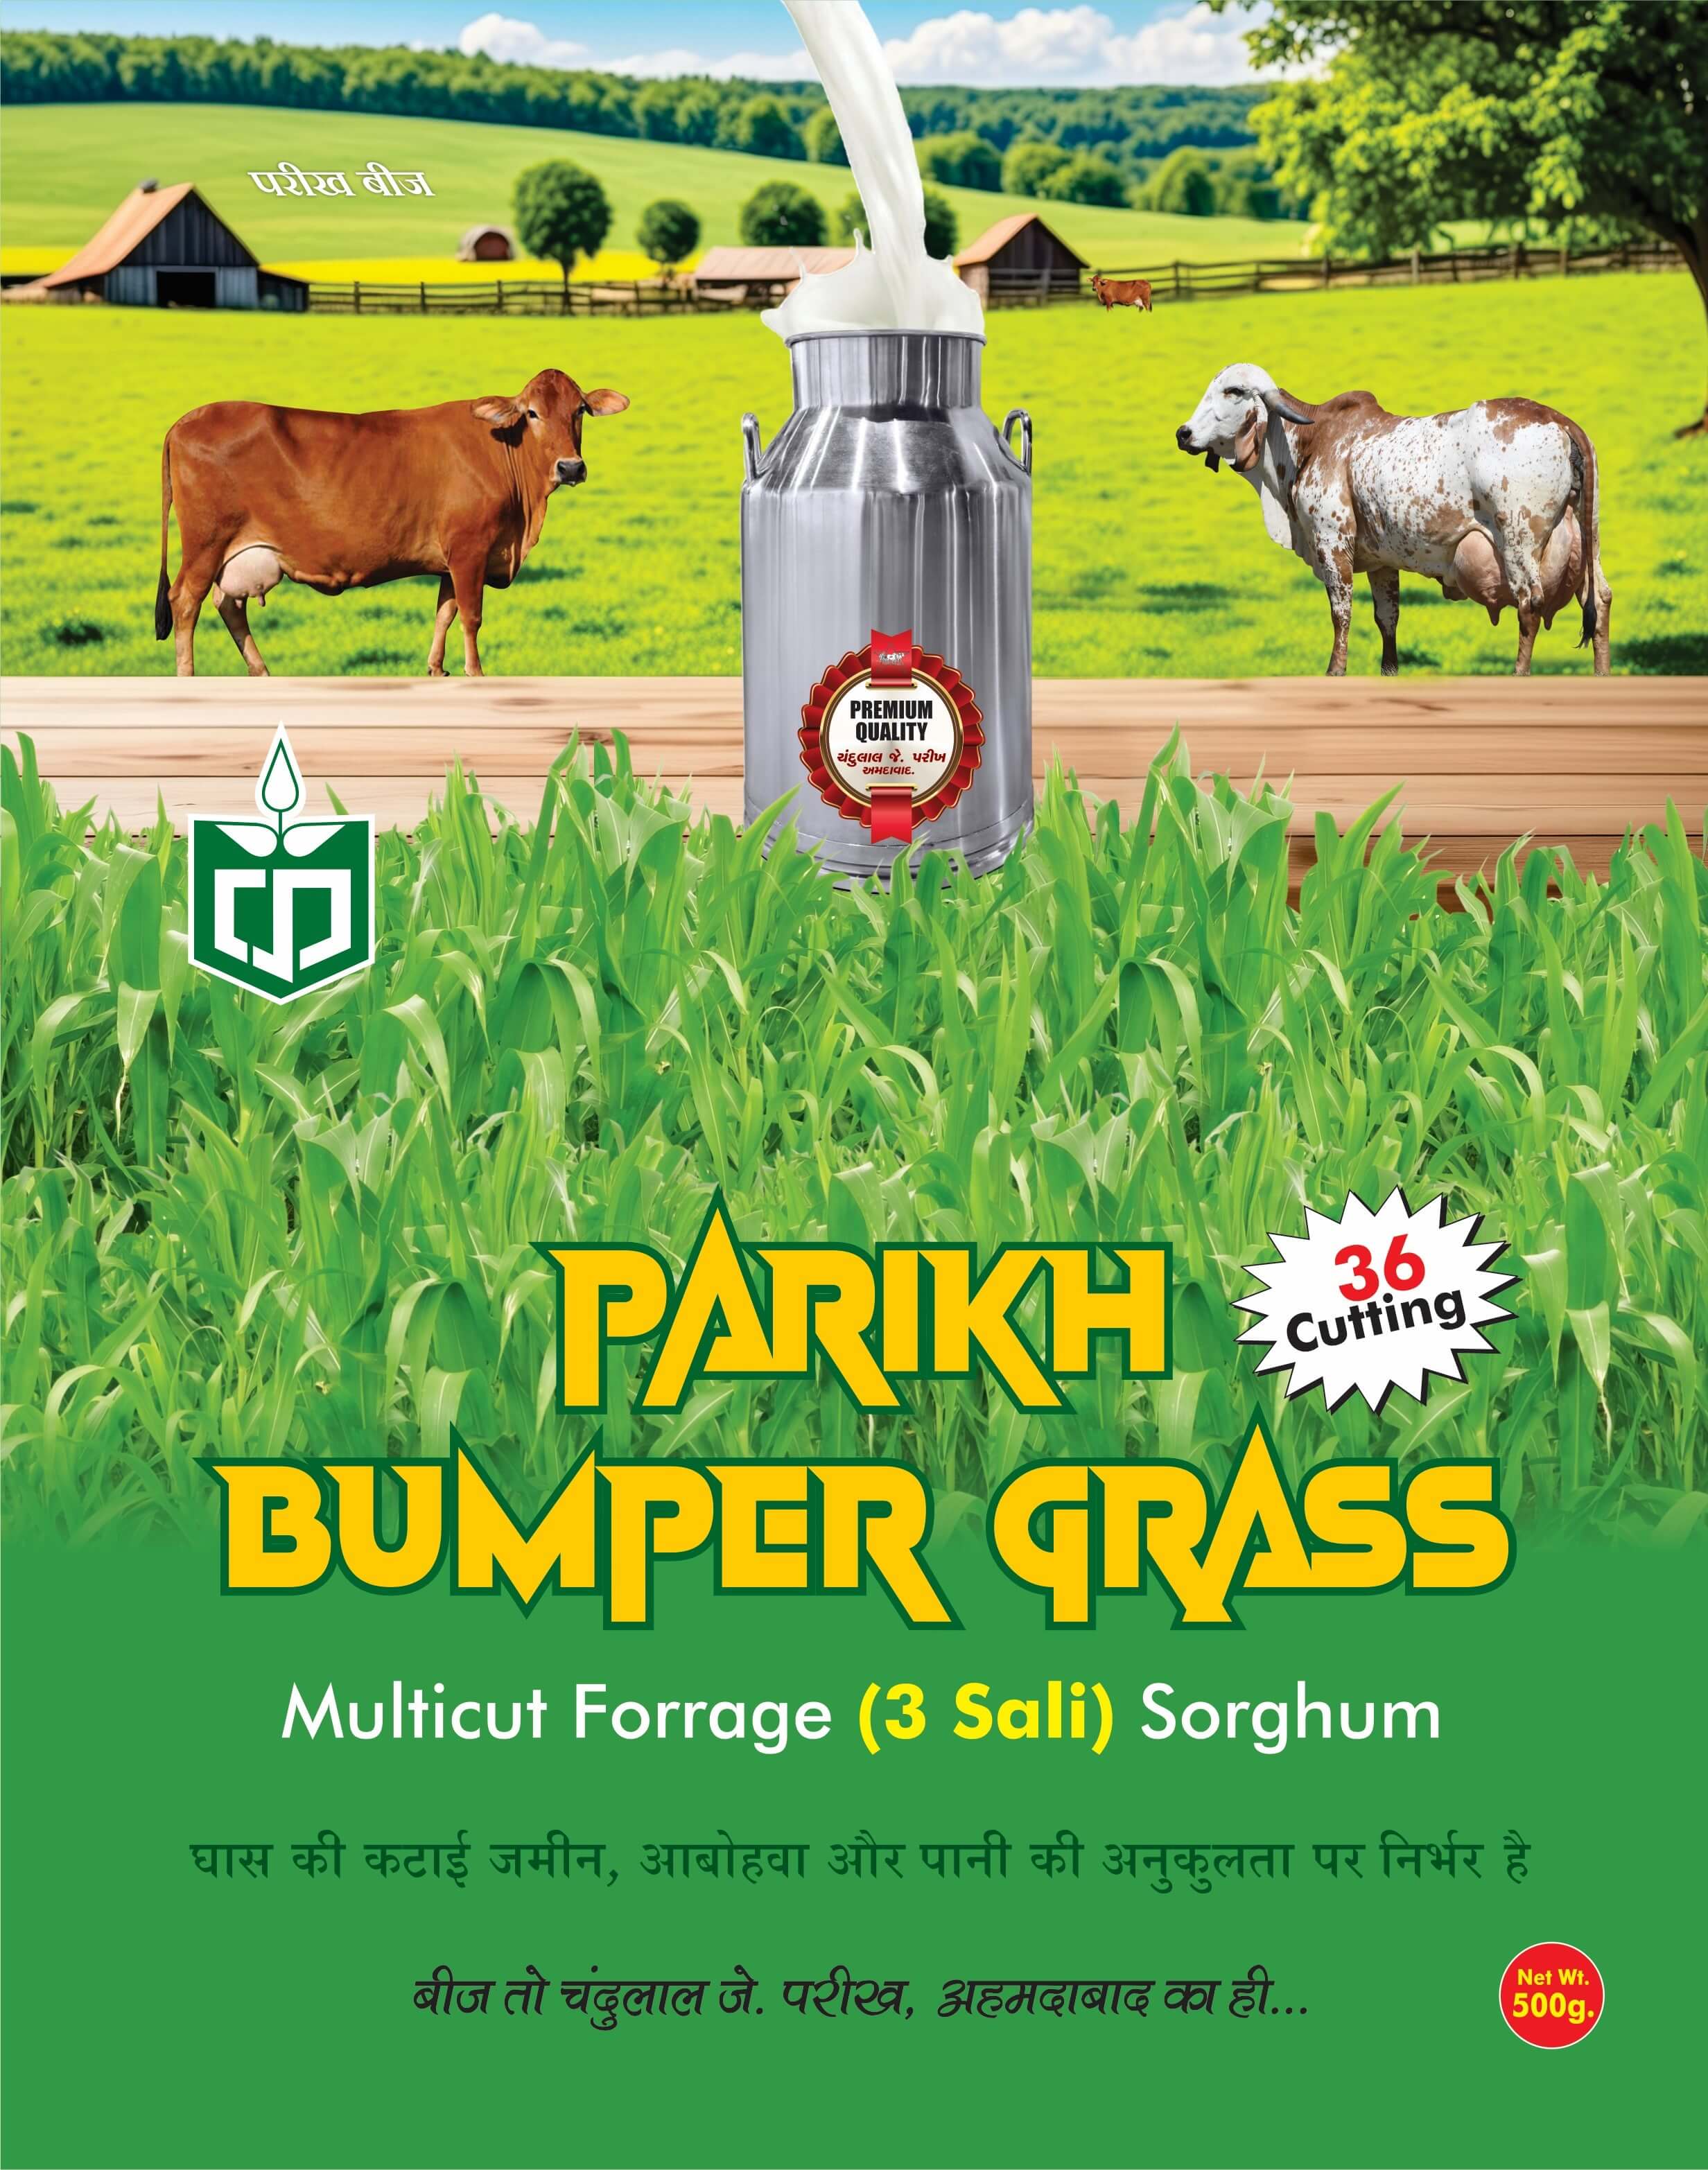 परीख बीज
PREMIUM
QUALITY
ચંદુલાલ જે. પરીખ
અમદાવાદ.
36
Cutting
PARIKH
BUMPER GRASS
Multicut Forrage (3 Sali) Sorghum
घास की कटाई जमीन, आबोहवा और पानी की अनुकुलता पर निर्भर है
बीज तो चंदुलाल जे. परीख, अहमदाबाद का ही...
Net Wt.
500g.